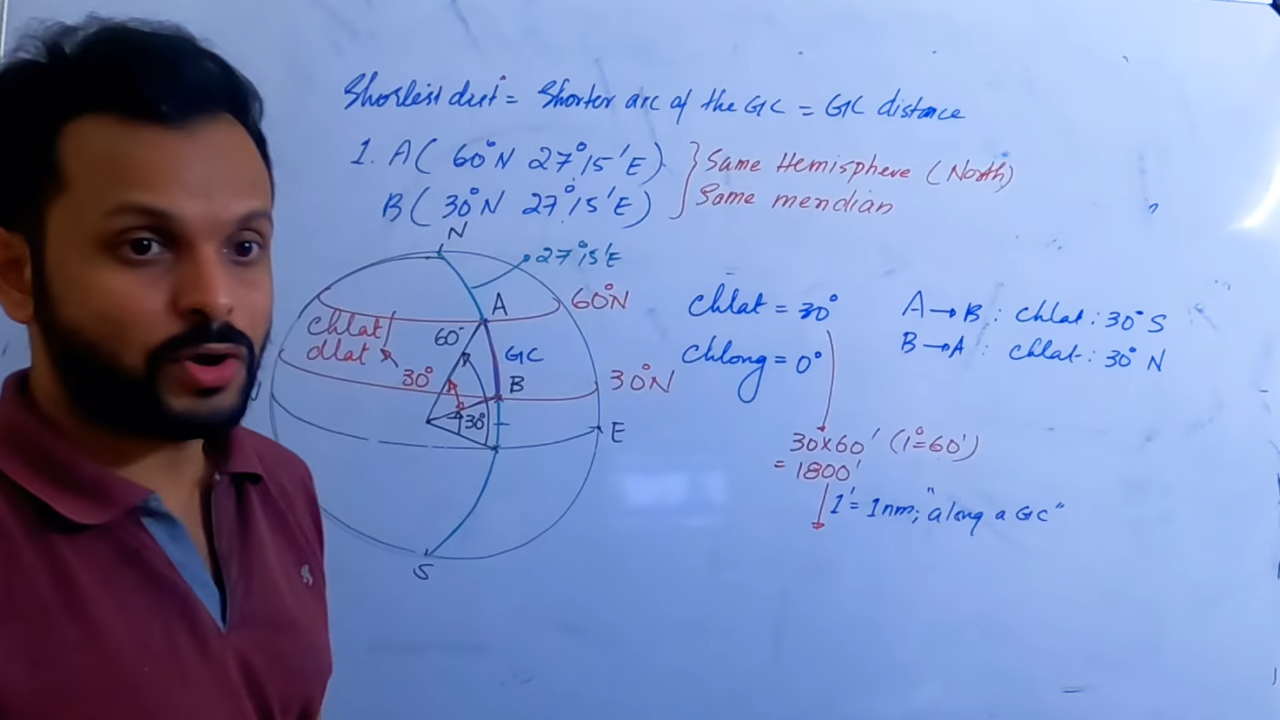 Shortest dist = Shorter arc of the GC = GC distance
1. A( 60°N 27°15'E)
B( 30°N 27°15'E)
Same Hemisphere (North)
Same meridian
N
27°15'E
A
60°N
chlat/
dlat
60°
GC
30°
B
30°N
30°
E
S
chlat = 30°
chlong = 0°
A→B : chlat: 30°S
B→A : chlat: 30°N
30x60' (1°=60')
= 1800'
1' = 1nm; "along a GC"